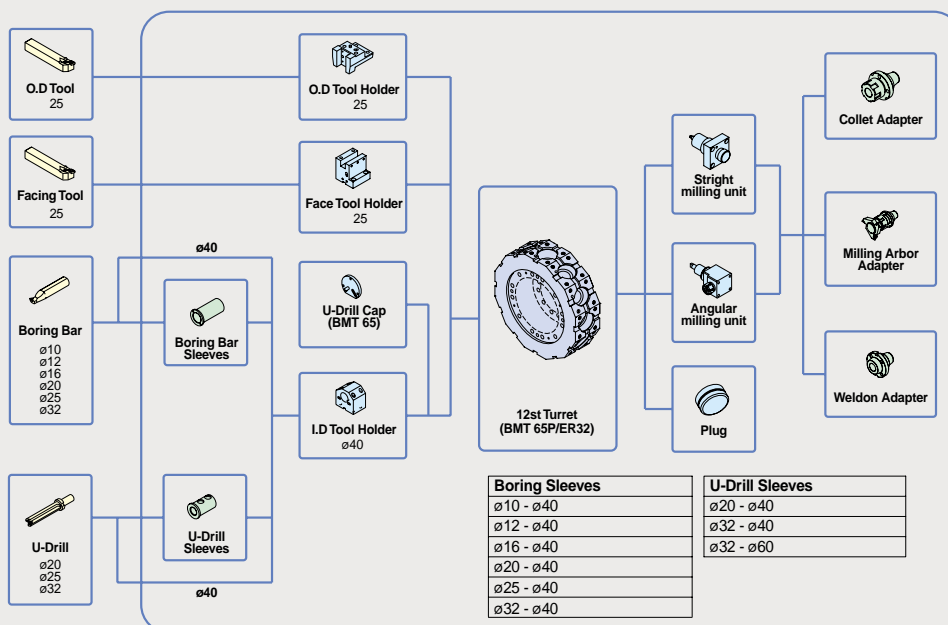 O.D Tool
25
Facing Tool
25
Boring Bar
ø10
ø12
ø16
ø20
ø25
ø32
U-Drill
ø20
ø25
ø32
ø40
Boring Bar
Sleeves
U-Drill
Sleeves
ø40
O.D Tool Holder
25
Face Tool Holder
25
U-Drill Cap
(BMT 65)
I.D Tool Holder
ø40
12st Turret
(BMT 65P/ER32)
Stright
milling unit
Angular
milling unit
Plug
Collet Adapter
Milling Arbor
Adapter
Weldon Adapter
Boring Sleeves
ø10 - ø40
ø12 - ø40
ø16 - ø40
ø20 - ø40
ø25 - ø40
ø32 - ø40
U-Drill Sleeves
ø20 - ø40
ø32 - ø40
ø32 - ø60